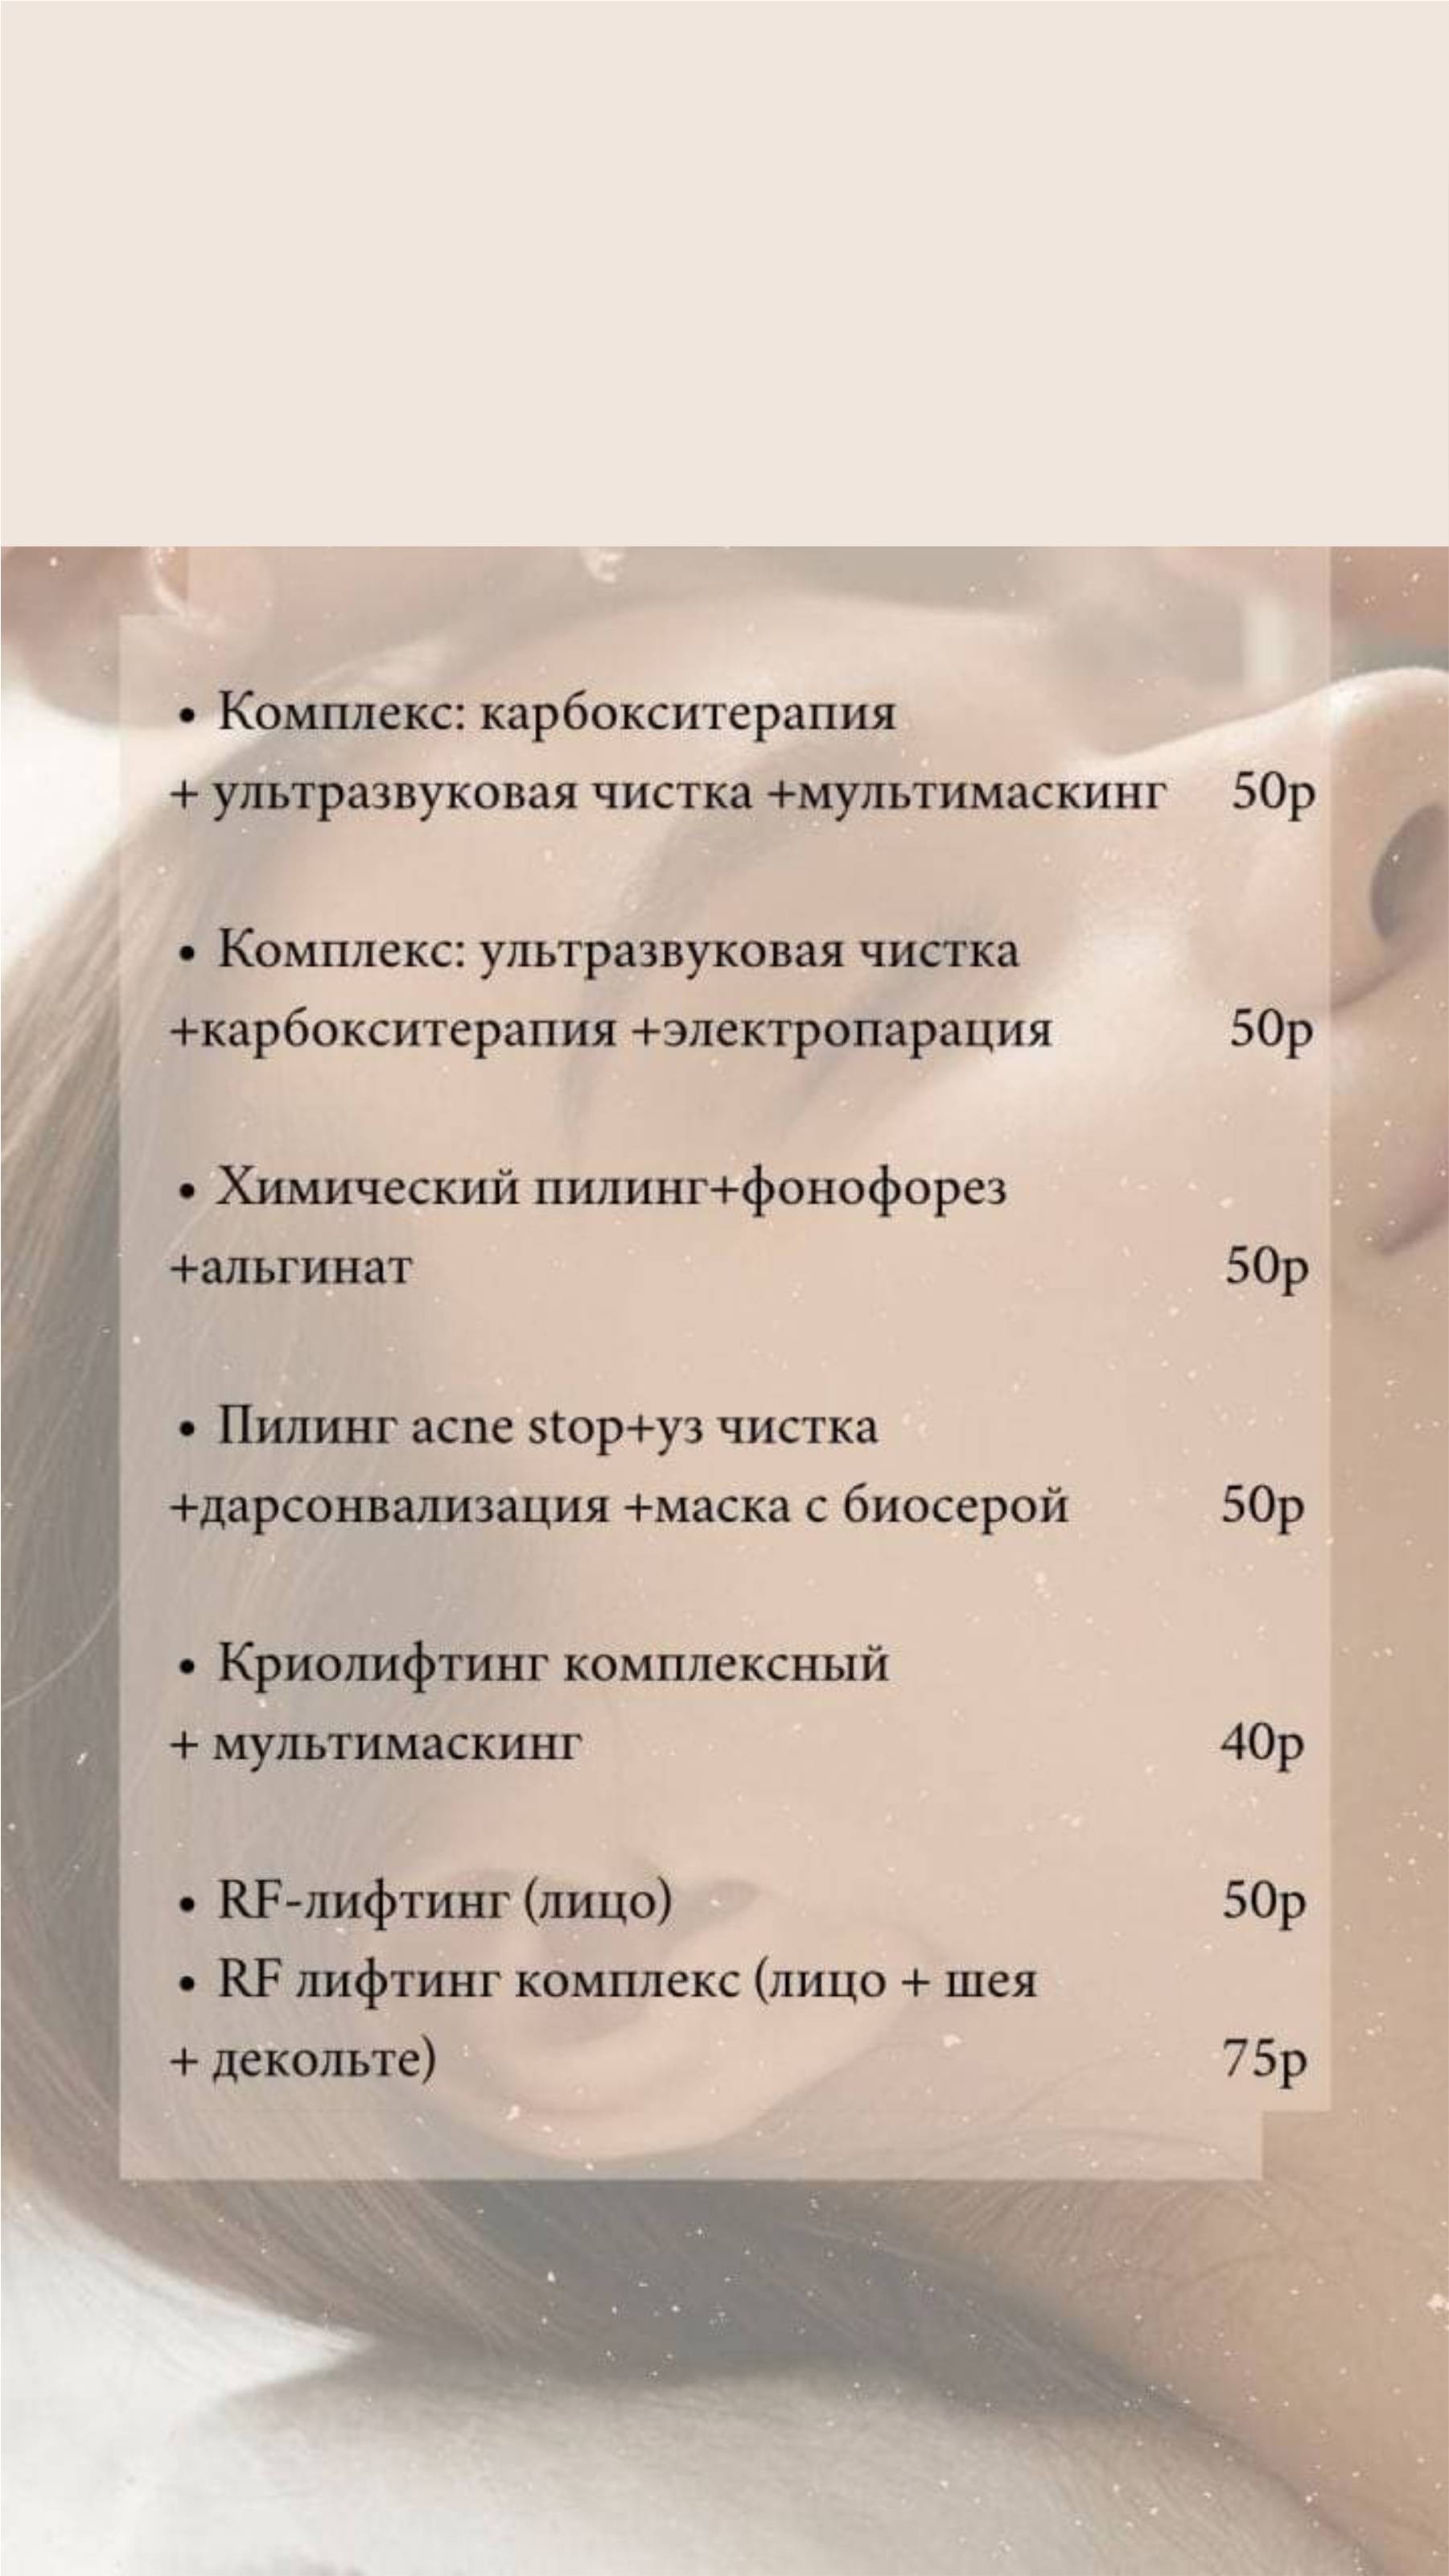 • Комплекс: карбокситерапия
+ ультразвуковая чистка +мультимаскинг 50р
• Комплекс: ультразвуковая чистка
+карбокситерапия +электропарация 50р
• Химический пилинг+фонофорез
+альгинат 50р
• Пилинг acne stop+уз чистка
+дарсонвализация +маска с биосерой 50р
• Криолифтинг комплексный
+ мультимаскинг 40р
• RF-лифтинг (лицо) 50р
• RF лифтинг комплекс (лицо + шея
+ декольте) 75р